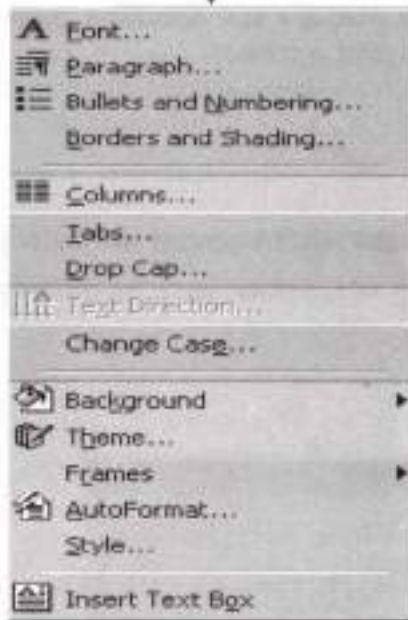 Font...
Paragraph...
Bullets and Numbering...
Borders and Shading...
Columns...
Tabs...
Drop Cap...
Text Direction...
Change Case...
Background
Theme...
Frames
AutoFormat...
Style...
Insert Text Box